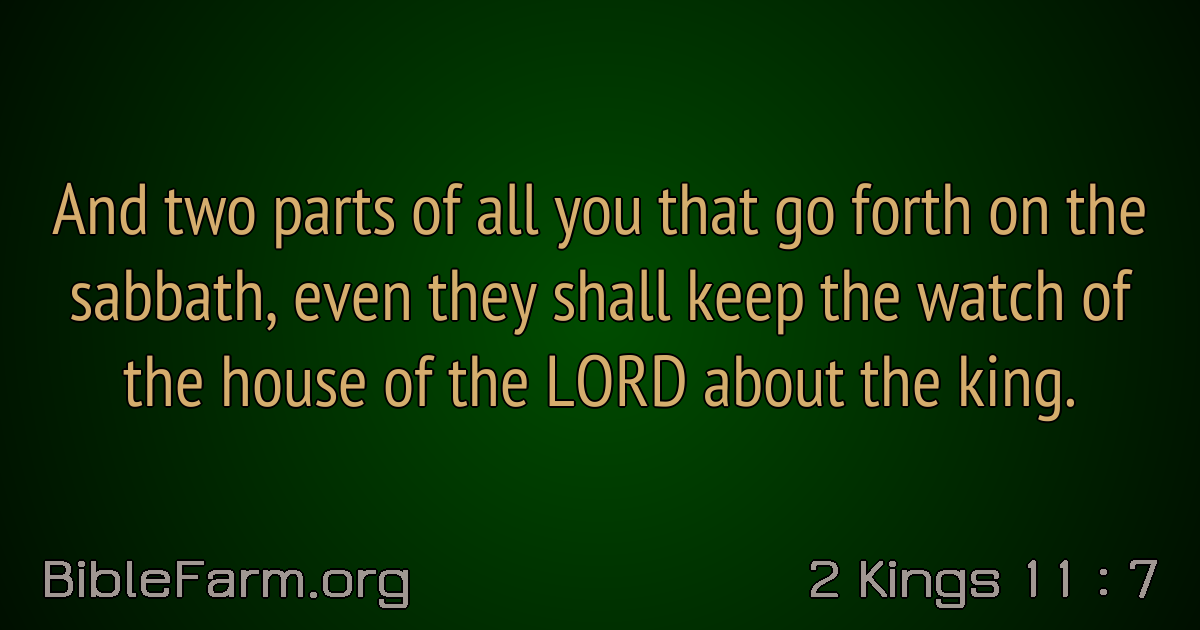 And two parts of all you that go forth on the
sabbath, even they shall keep the watch of
the house of the LORD about the king.
BibleFarm.org
2 Kings 11 : 7